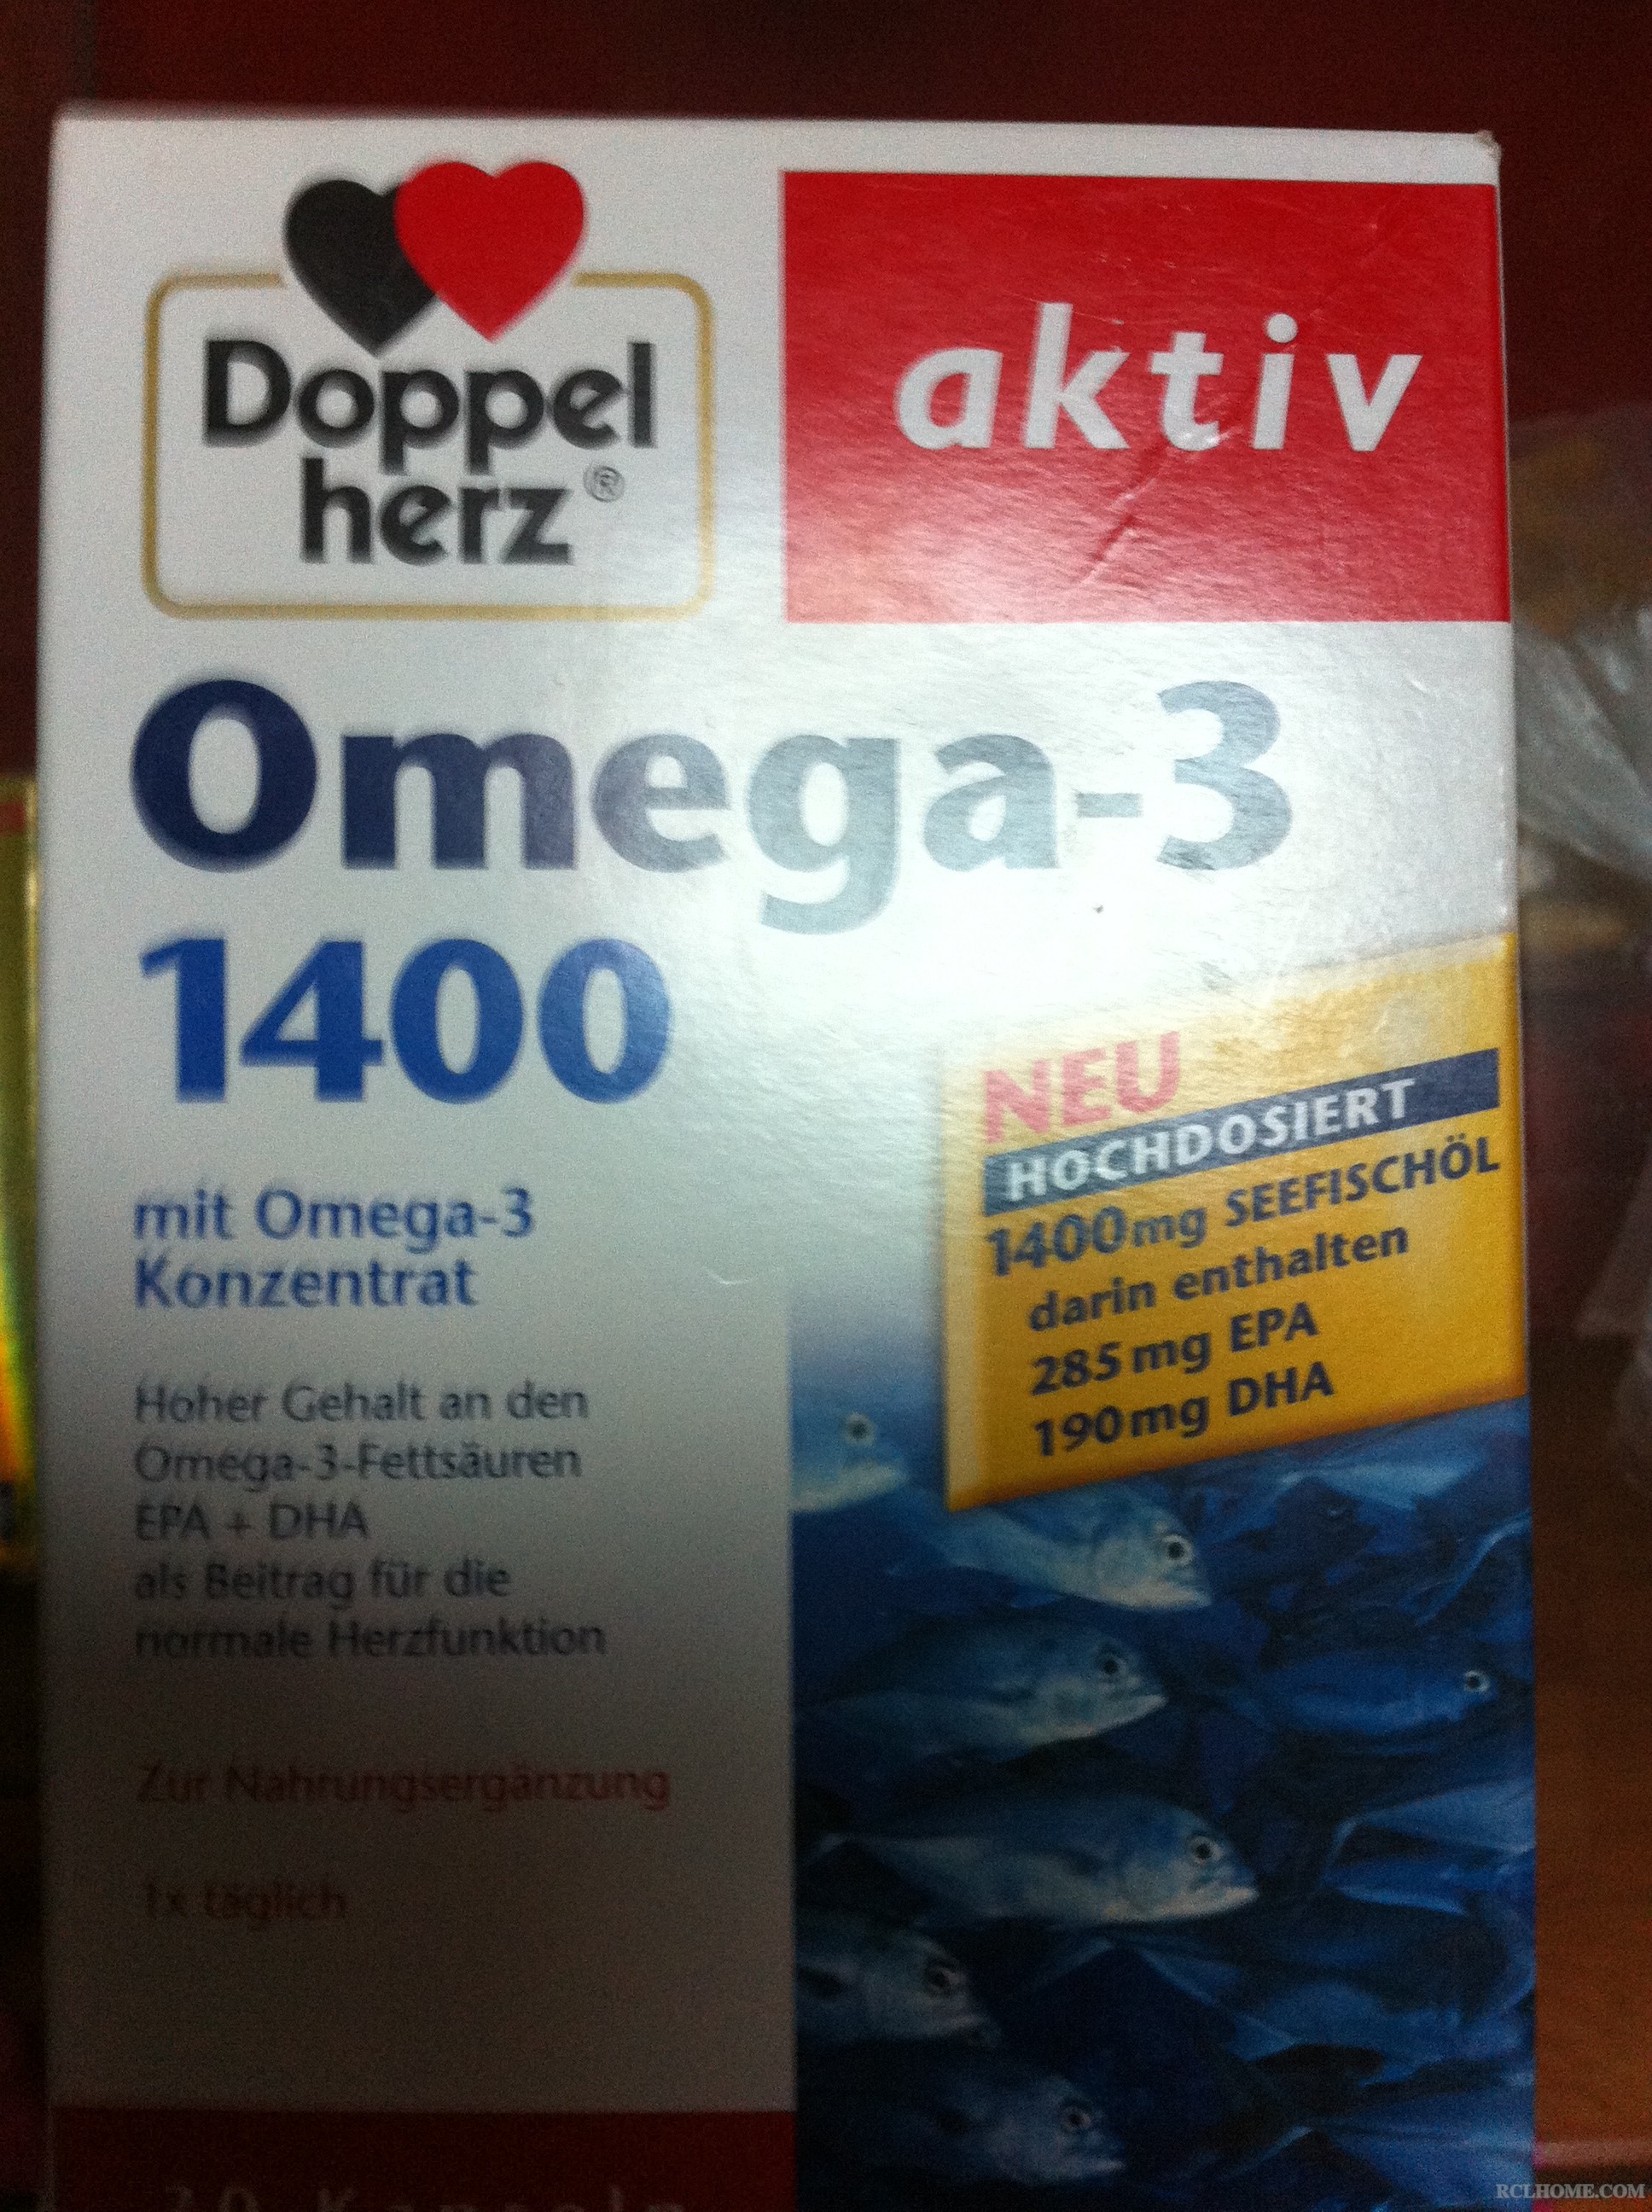 Doppel
herz®
aktiv
Omega-3
1400
NEU
HOCHDOSIERT
1400mg SEEFISCHÖL
darin enthalten
285mg EPA
190mg DHA
mit Omega-3
Konzentrat
Hoher Gehalt an den
Omega-3-Fettsäuren
EPA + DHA
als Beitrag für die
normale Herzfunktion
Zur Nahrungsergänzung
1x täglich
Kapseln
RCLHOME.COM